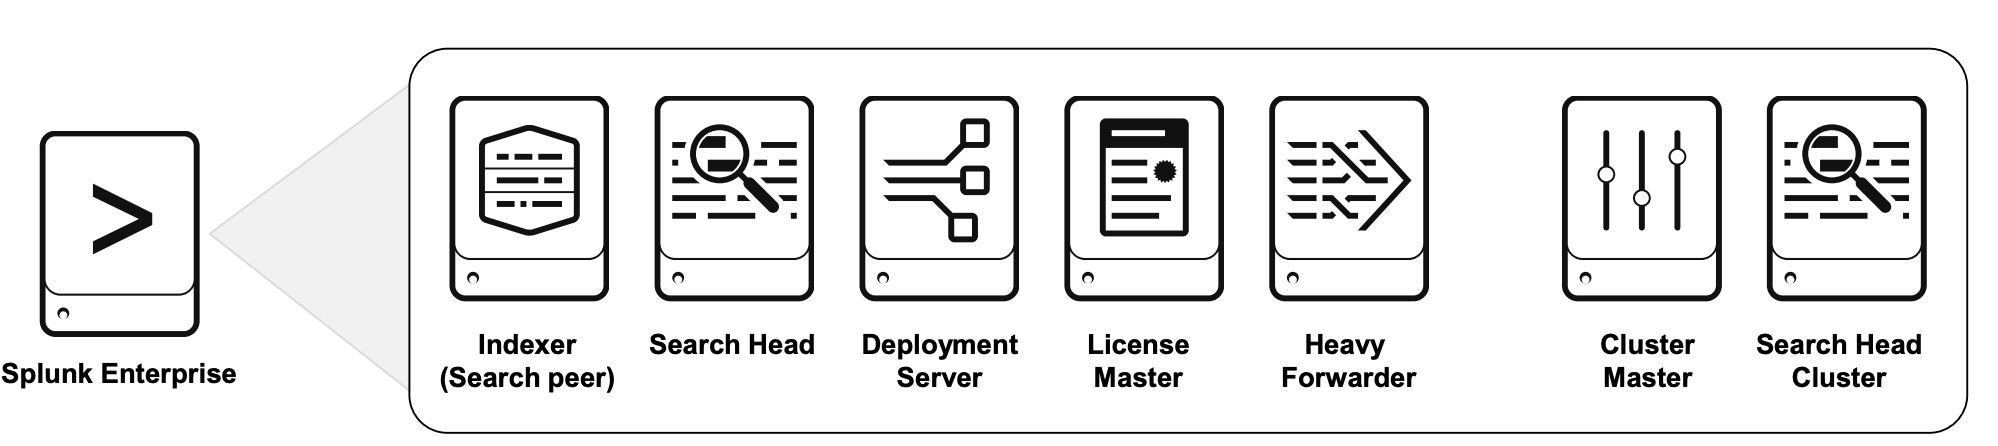 >
Splunk Enterprise
Indexer
(Search peer)
Search Head
Deployment
Server
License
Master
Heavy
Forwarder
Cluster
Master
Search Head
Cluster